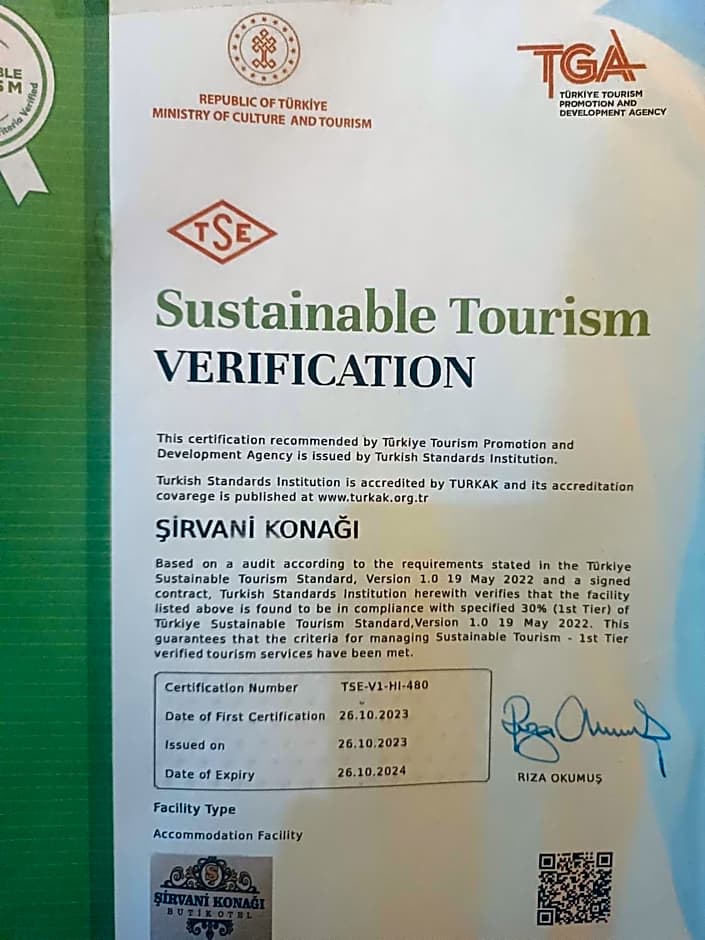 BLE
SM
iteria Verified
REPUBLIC OF TÜRKİYE
MINISTRY OF CULTURE AND TOURISM
TGA
TÜRKİYE TOURISM
PROMOTION AND
DEVELOPMENT AGENCY
TSE
Sustainable Tourism
VERIFICATION
This certification recommended by Türkiye Tourism Promotion and
Development Agency is issued by Turkish Standards Institution.
Turkish Standards Institution is accredited by TURKAK and its accreditation
covarege is published at www.turkak.org.tr
ŞİRVANİ KONAĞI
Based on a audit according to the requirements stated in the Türkiye
Sustainable Tourism Standard, Version 1.0 19 May 2022 and a signed
contract, Turkish Standards Institution herewith verifies that the facility
listed above is found to be in compliance with specified 30% (1st Tier) of
Türkiye Sustainable Tourism Standard,Version 1.0 19 May 2022. This
guarantees that the criteria for managing Sustainable Tourism - 1st Tier
verified tourism services have been met.
Certification Number TSE-V1-HI-480
Date of First Certification 26.10.2023
Issued on 26.10.2023
Date of Expiry 26.10.2024
RIZA OKUMUŞ
Facility Type
Accommodation Facility
S
ŞİRVANİ KONAĞI
BUTİK OTEL